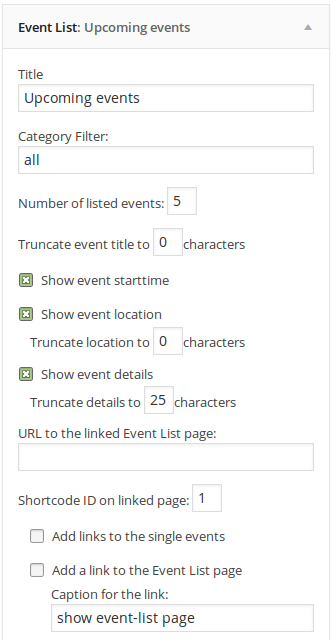 Event List: Upcoming events
Title
Upcoming events
Category Filter:
all
Number of listed events: 5
Truncate event title to 0 characters
Show event starttime
Show event location
Truncate location to 0 characters
Show event details
Truncate details to 25 characters
URL to the linked Event List page:
Shortcode ID on linked page: 1
Add links to the single events
Add a link to the Event List page
Caption for the link:
show event-list page